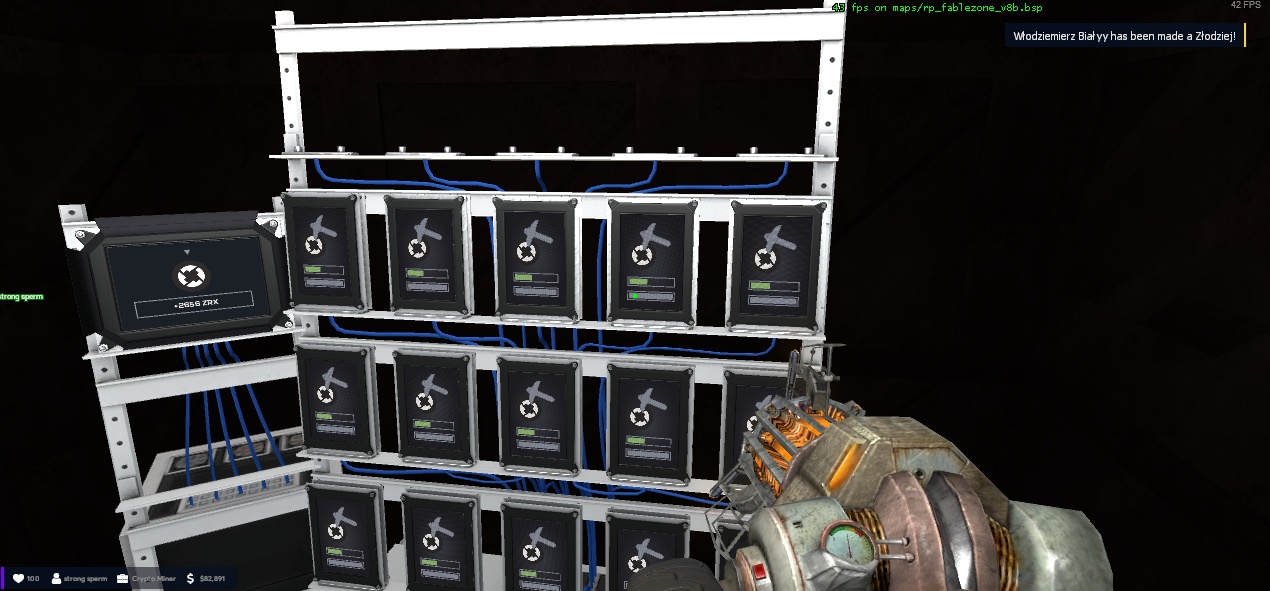 43 fps on maps/rp_fablezone_v8b.bsp
42 FPS
Włodziemierz Białyy has been made a Złodziej!
strong sperm
+2656 ZRX
100
strong sperm
Crypto Miner
$82,891